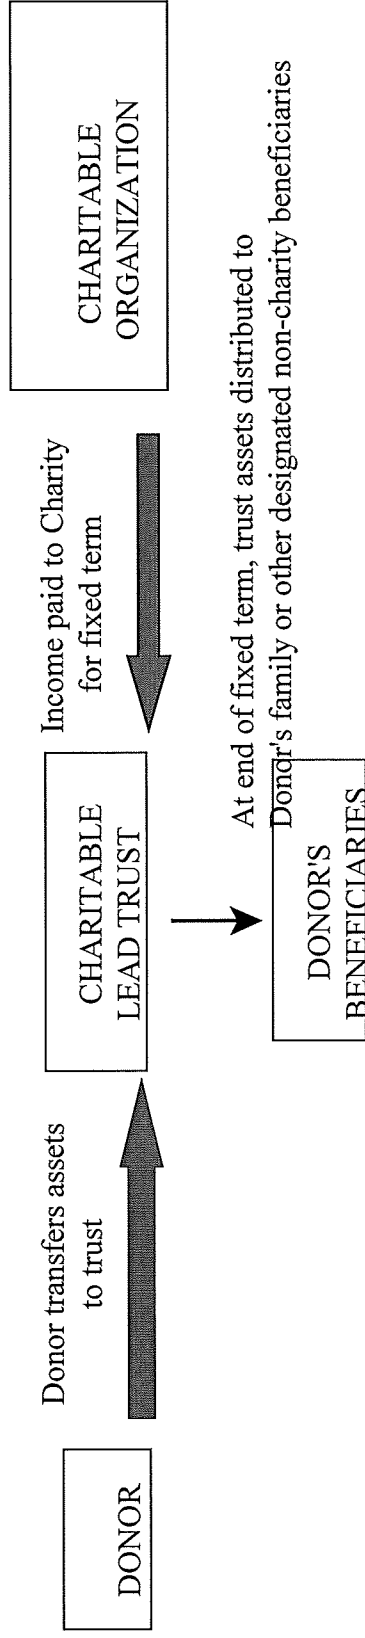 DONOR
Donor transfers assets
to trust
CHARITABLE
LEAD TRUST
Income paid to Charity
for fixed term
CHARITABLE
ORGANIZATION
DONOR'S
BENEFICIARIES
At end of fixed term, trust assets distributed to
Donor's family or other designated non-charity beneficiaries